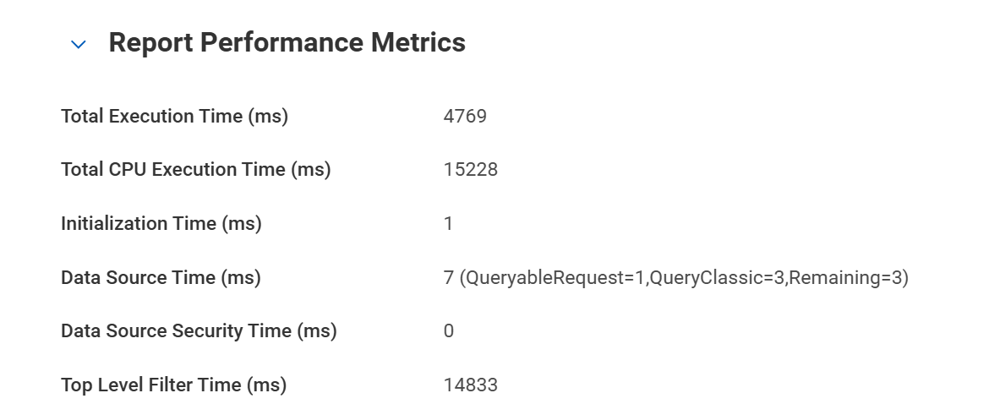 Report Performance Metrics
Total Execution Time (ms) 4769
Total CPU Execution Time (ms) 15228
Initialization Time (ms) 1
Data Source Time (ms) 7 (QueryableRequest=1,QueryClassic=3,Remaining=3)
Data Source Security Time (ms) 0
Top Level Filter Time (ms) 14833